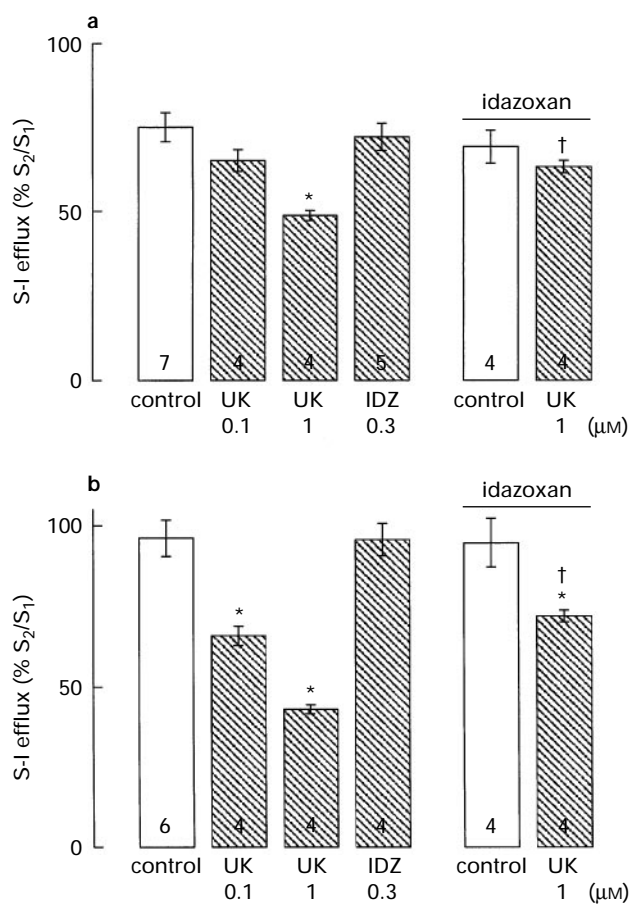 a
100
50
0
S-I efflux (% S₂/S₁)
idazoxan
*
†
7 4 4 5 4 4
control UK UK IDZ control UK
0.1 1 0.3 1 (μM)
b
100
50
0
S-I efflux (% S₂/S₁)
idazoxan
†
* * *
6 4 4 4 4 4
control UK UK IDZ control UK
0.1 1 0.3 1 (μM)